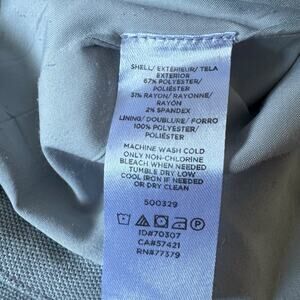 SHELL/ EXTERIEUR/ TELA
EXTERIOR
67% POLYESTER/
POLIÉSTER
31% RAYON/ RAYONNE/
RAYÓN
2% SPANDEX
LINING/ DOUBLURE/ FORRO
100% POLYESTER/
POLIÉSTER
MACHINE WASH COLD
ONLY NON-CHLORINE
BLEACH WHEN NEEDED
TUMBLE DRY LOW
COOL IRON IF NEEDED
OR DRY CLEAN
500329
P
ID#70307
CA#57421
RN#77379